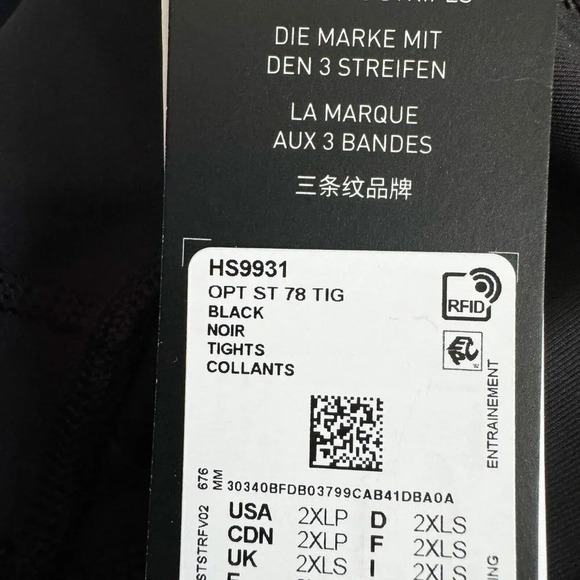 DIE MARKE MIT
DEN 3 STREIFEN
LA MARQUE
AUX 3 BANDES
三条纹品牌
HS9931
OPT ST 78 TIG
BLACK
NOIR
TIGHTS
COLLANTS
RFID
ENTRAINEMENT
676
MM
30340BFDB03799CAB41DBA0A
STSTRFV02
USA 2XLP D 2XLS
CDN 2XLP F 2XLS
UK 2XLS I 2XLS